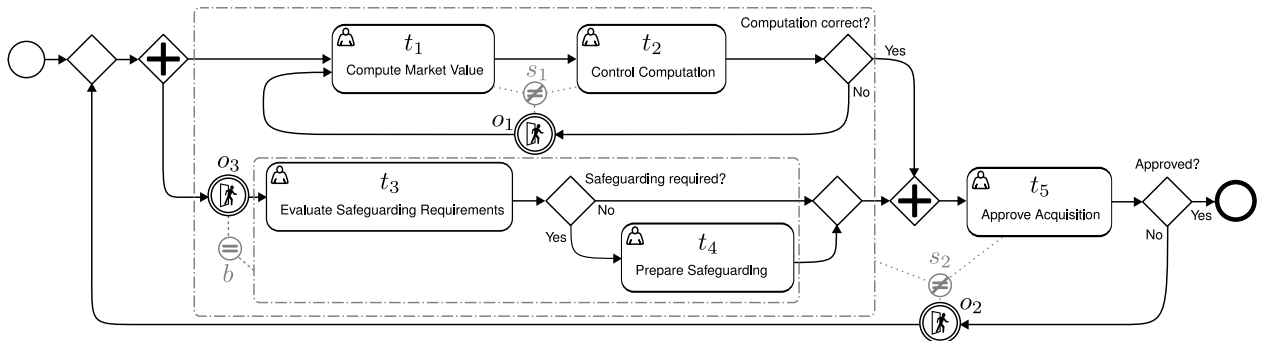 Computation correct?
t1
Compute Market Value
t2
Control Computation
Yes
s1
≠
No
o1
o3
t3
Evaluate Safeguarding Requirements
Safeguarding required?
No
Yes
t4
Prepare Safeguarding
t5
Approve Acquisition
Approved?
Yes
No
=
b
s2
≠
o2